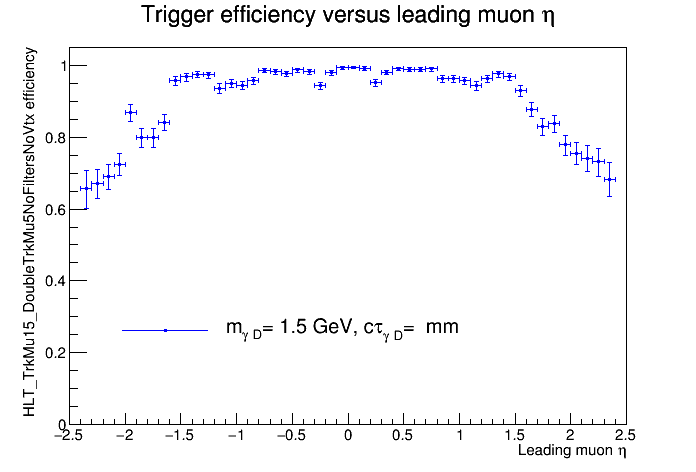 Trigger efficiency versus leading muon η
HLT_TrkMu15_DoubleTrkMu5NoFiltersNoVtx efficiency
1
0.8
0.6
0.4
0.2
0
m_γ D= 1.5 GeV, cτ_γ D=  mm
−2.5 −2 −1.5 −1 −0.5 0 0.5 1 1.5 2 2.5
Leading muon η